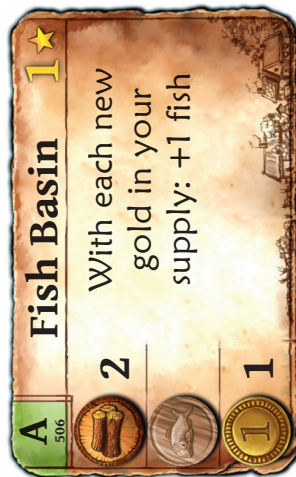 A
506
Fish Basin
1
2
With each new
gold in your
supply: +1 fish
1
1